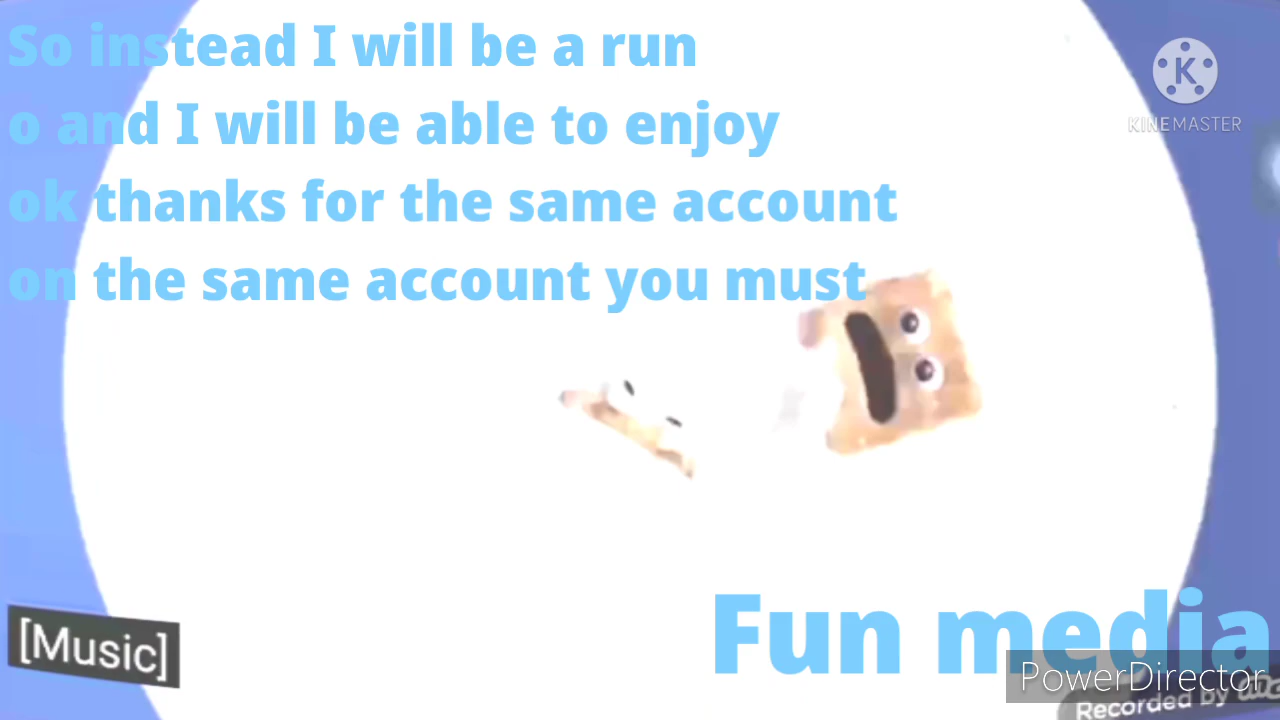 So instead I will be a run
o and I will be able to enjoy
ok thanks for the same account
on the same account you must
KINEMASTER
[Music]
Fun media
PowerDirector
Recorded by